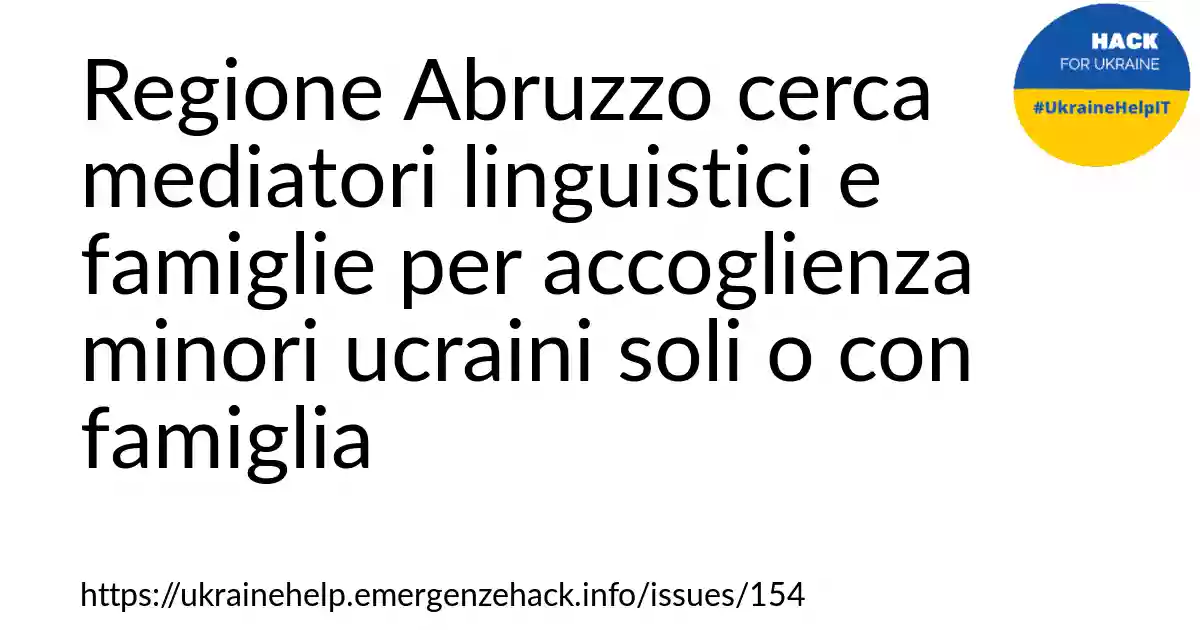 HACK
FOR UKRAINE
#UkraineHelpIT
Regione Abruzzo cerca
mediatori linguistici e
famiglie per accoglienza
minori ucraini soli o con
famiglia
https://ukrainehelp.emergenzehack.info/issues/154